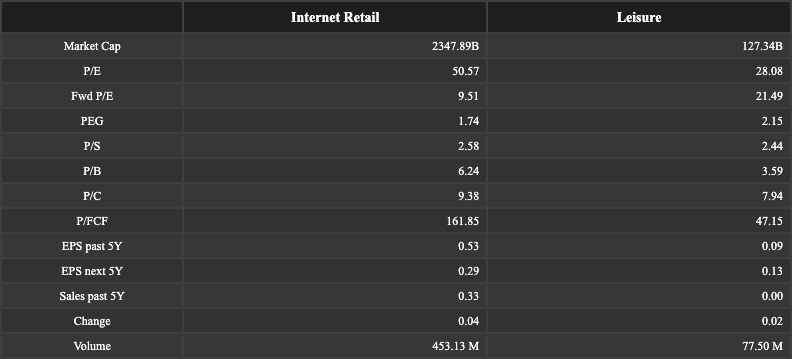 Internet Retail Leisure
Market Cap 2347.89B 127.34B
P/E 50.57 28.08
Fwd P/E 9.51 21.49
PEG 1.74 2.15
P/S 2.58 2.44
P/B 6.24 3.59
P/C 9.38 7.94
P/FCF 161.85 47.15
EPS past 5Y 0.53 0.09
EPS next 5Y 0.29 0.13
Sales past 5Y 0.33 0.00
Change 0.04 0.02
Volume 453.13 M 77.50 M